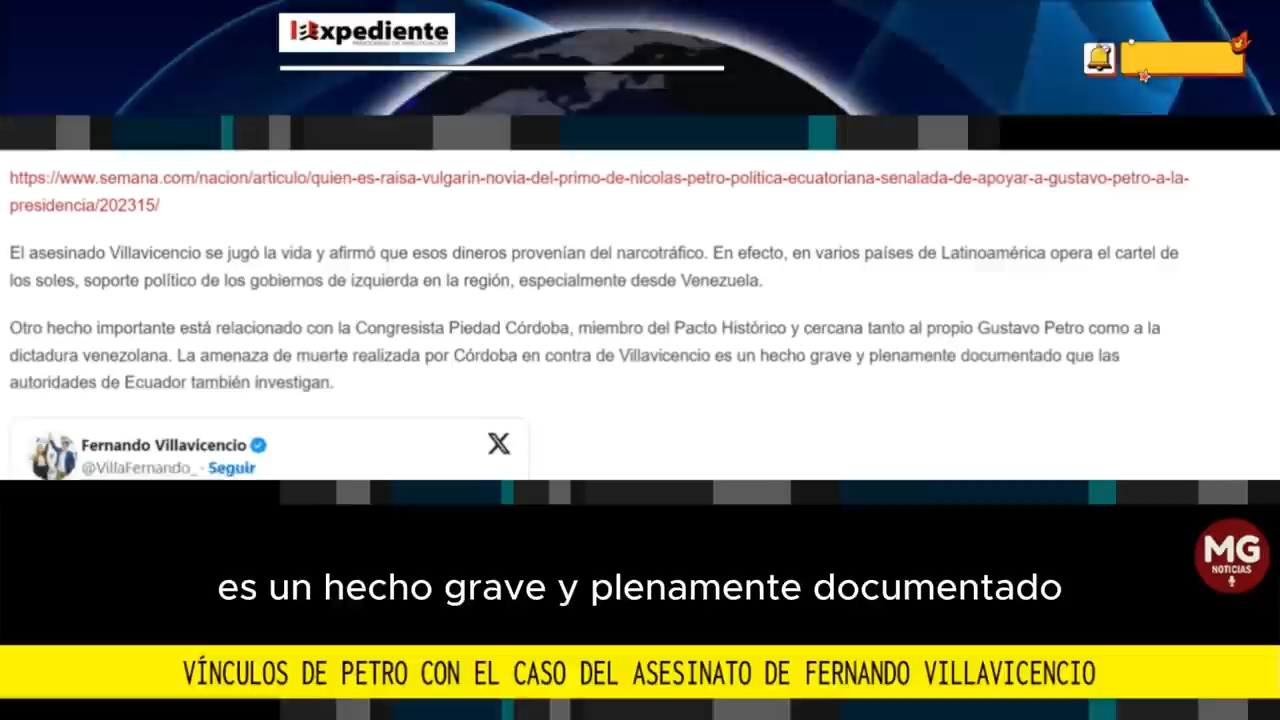 Expediente
https://www.semana.com/nacion/articulo/quien-es-raisa-vulgarin-novia-del-primo-de-nicolas-petro-politica-ecuatoriana-senalada-de-apoyar-a-gustavo-petro-a-la-
presidencia/202315/
El asesinado Villavicencio se jugó la vida y afirmó que esos dineros provenían del narcotráfico. En efecto, en varios países de Latinoamérica opera el cartel de
los soles, soporte político de los gobiernos de izquierda en la región, especialmente desde Venezuela.
Otro hecho importante está relacionado con la Congresista Piedad Córdoba, miembro del Pacto Histórico y cercana tanto al propio Gustavo Petro como a la
dictadura venezolana. La amenaza de muerte realizada por Córdoba en contra de Villavicencio es un hecho grave y plenamente documentado que las
autoridades de Ecuador también investigan.
Fernando Villavicencio
@VillaFernando_ · Seguir
es un hecho grave y plenamente documentado
MG
NOTICIAS
VÍNCULOS DE PETRO CON EL CASO DEL ASESINATO DE FERNANDO VILLAVICENCIO